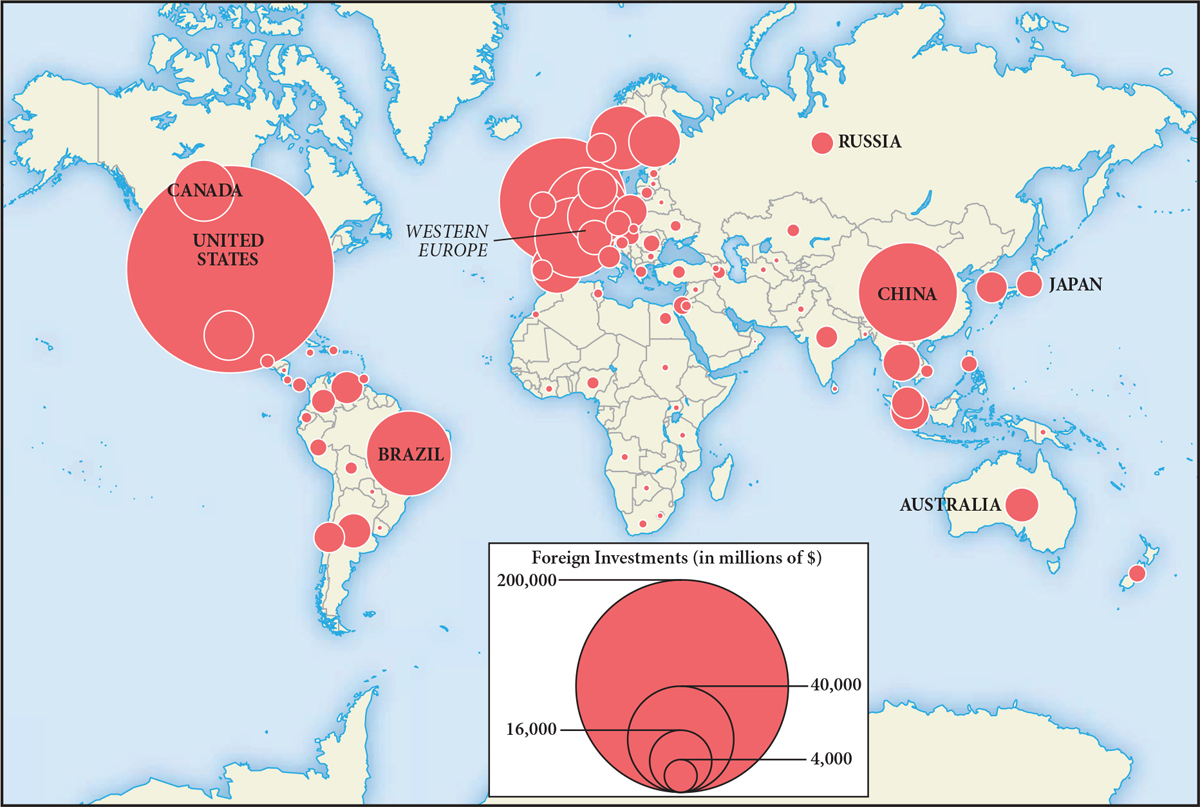 RUSSIA
CANADA
UNITED
STATES
WESTERN
EUROPE
CHINA
JAPAN
BRAZIL
AUSTRALIA
Foreign Investments (in millions of $)
200,000
40,000
16,000
4,000